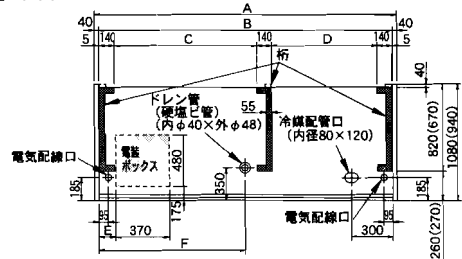 A
40
B
40
5
140
C
140
D
140
5
桁
40
ドレン管
(硬塩ビ管)
(内φ40×外φ48)
55
冷媒配管口
(内径80×120)
電気配線口
電装
ボックス
480
350
185
175
95
E
370
F
電気配線口
185
95
300
820(670)
1080(940)
260(270)